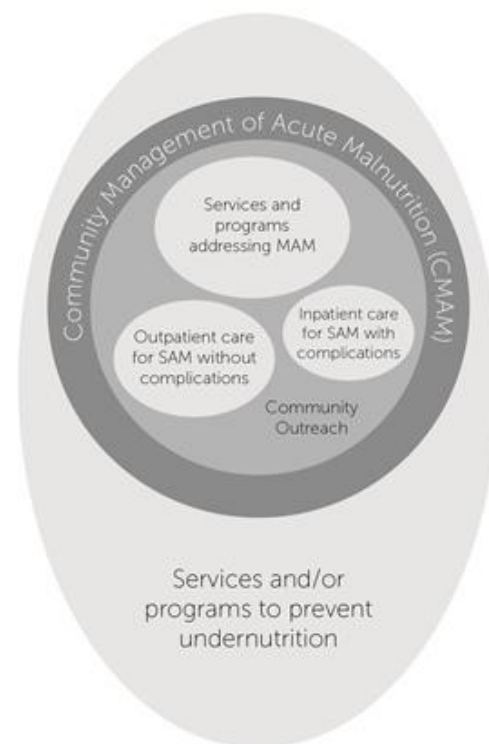 Community Management of Acute Malnutrition (CMAM)
Services and
programs
addressing MAM
Inpatient care
for SAM with
complications
Outpatient care
for SAM without
complications
Community
Outreach
Services and/or
programs to prevent
undernutrition